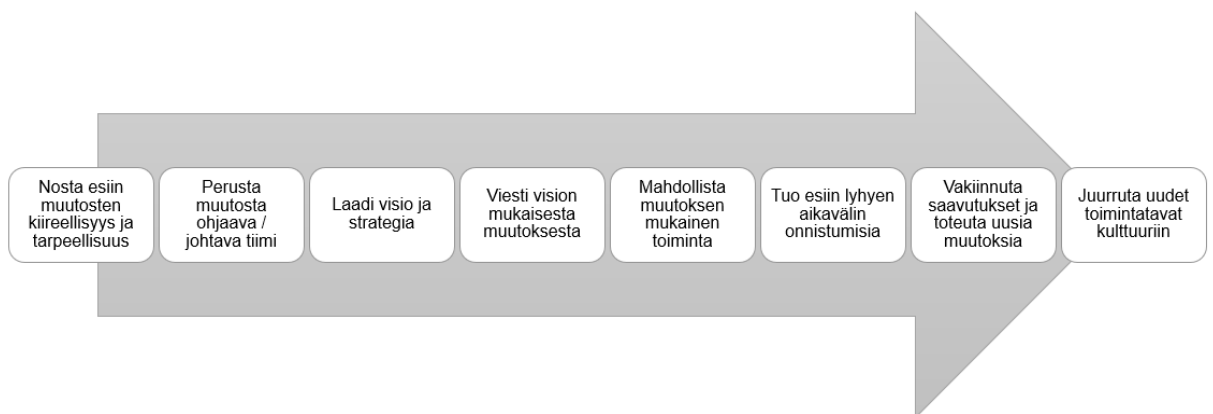 Nosta esiin
muutosten
kiireellisyys ja
tarpeellisuus
Perusta
muutosta
ohjaava /
johtava tiimi
Laadi visio ja
strategia
Viesti vision
mukaisesta
muutoksesta
Mahdollista
muutoksen
mukainen
toiminta
Tuo esiin lyhyen
aikavälin
onnistumisia
Vakiinnuta
saavutukset ja
toteuta uusia
muutoksia
Juurruta uudet
toimintatavat
kulttuuriin